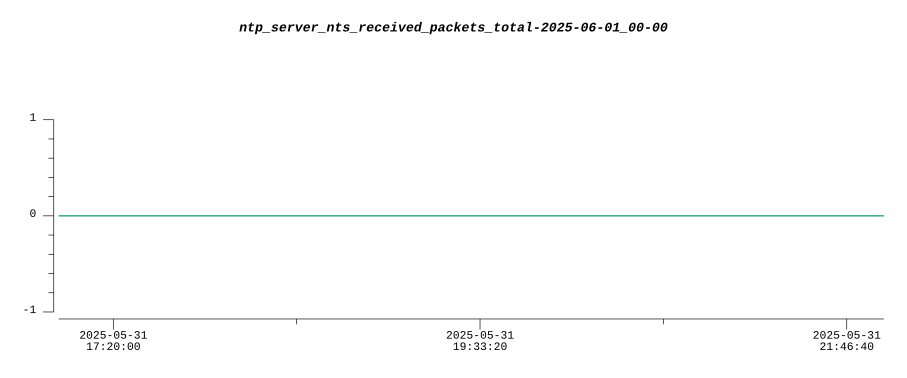 ntp_server_nts_received_packets_total-2025-06-01_00-00
1
0
-1
2025-05-31 2025-05-31 2025-05-31
17:20:00 19:33:20 21:46:40